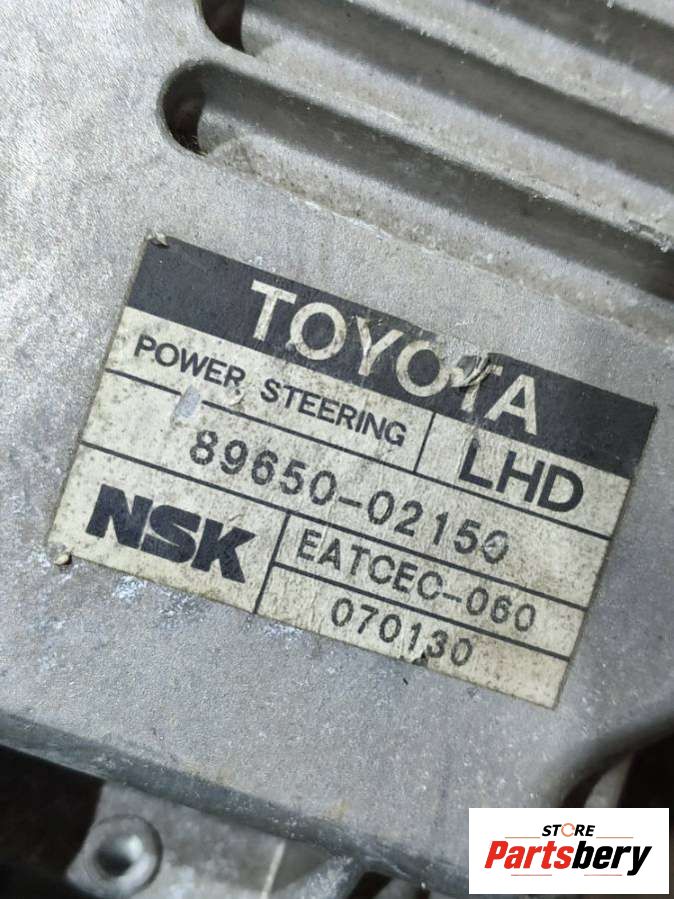 TOYOTA
POWER STEERING
LHD
89650-02150
NSK
EATCEC-060
070130
STORE
Partsbery